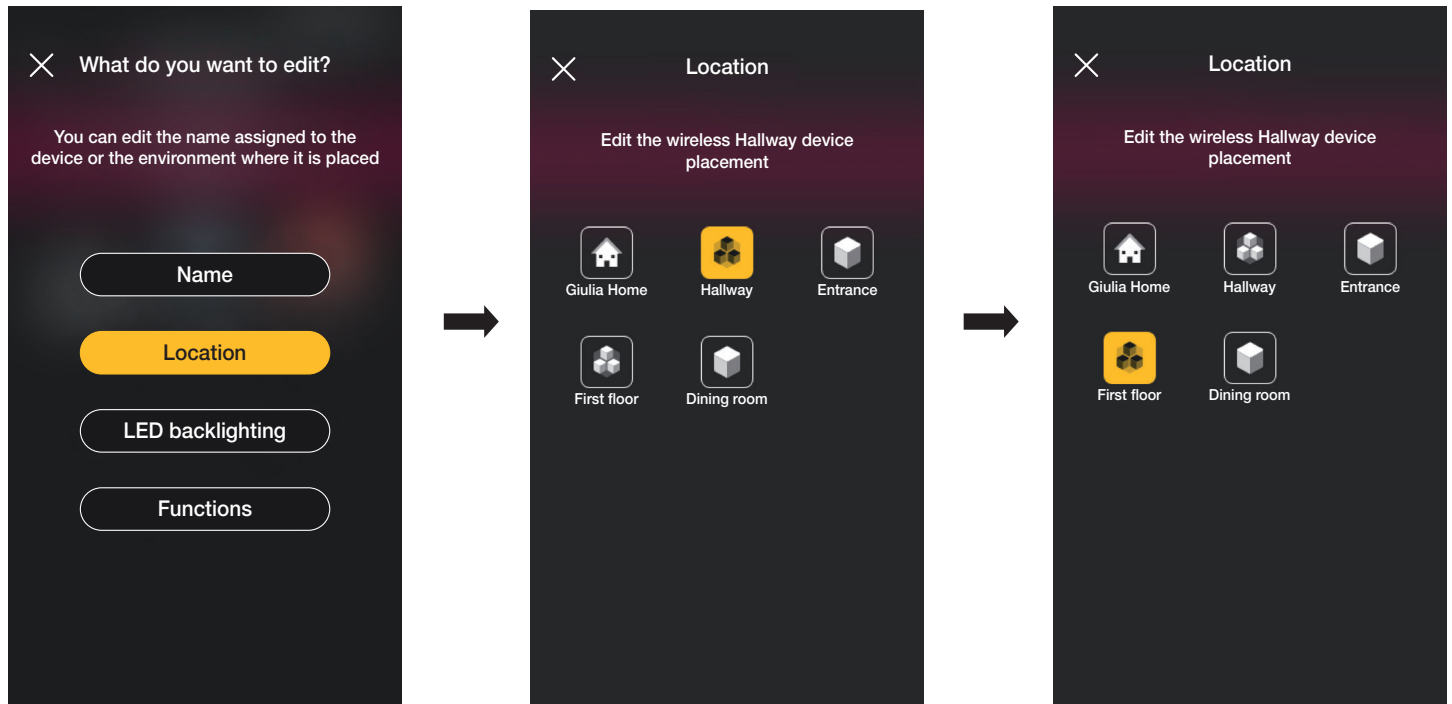 What do you want to edit?
You can edit the name assigned to the
device or the environment where it is placed
Name
Location
LED backlighting
Functions
Location
Edit the wireless Hallway device
placement
Giulia Home
Hallway
Entrance
First floor
Dining room
Location
Edit the wireless Hallway device
placement
Giulia Home
Hallway
Entrance
First floor
Dining room